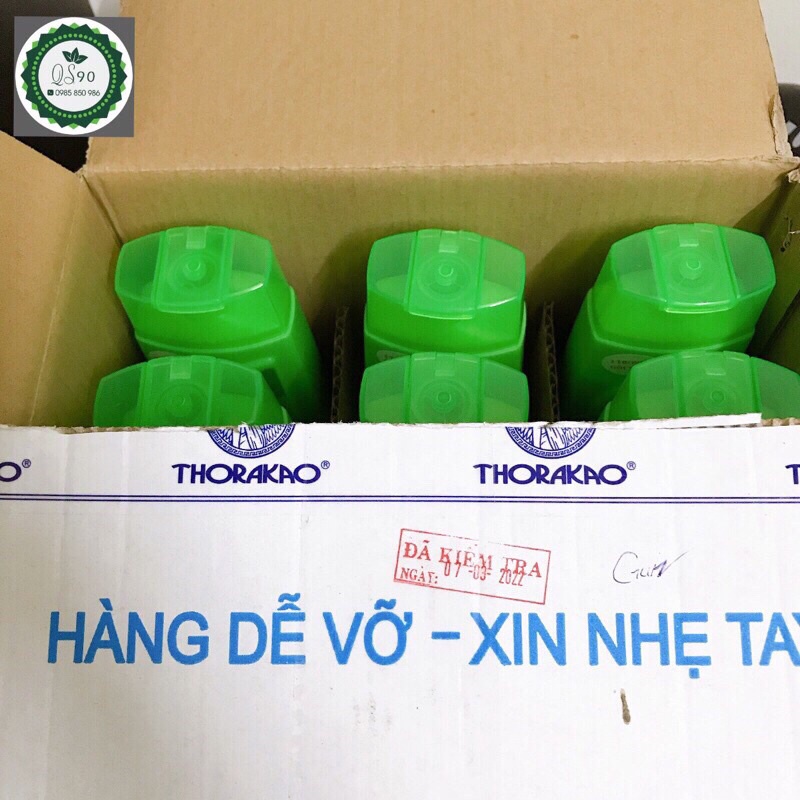 QS90
0985 850 986
THORAKAO® THORAKAO®
ĐÃ KIỂM TRA
NGÀY: 07-03-2022
HÀNG DỄ VỠ - XIN NHẸ TAY